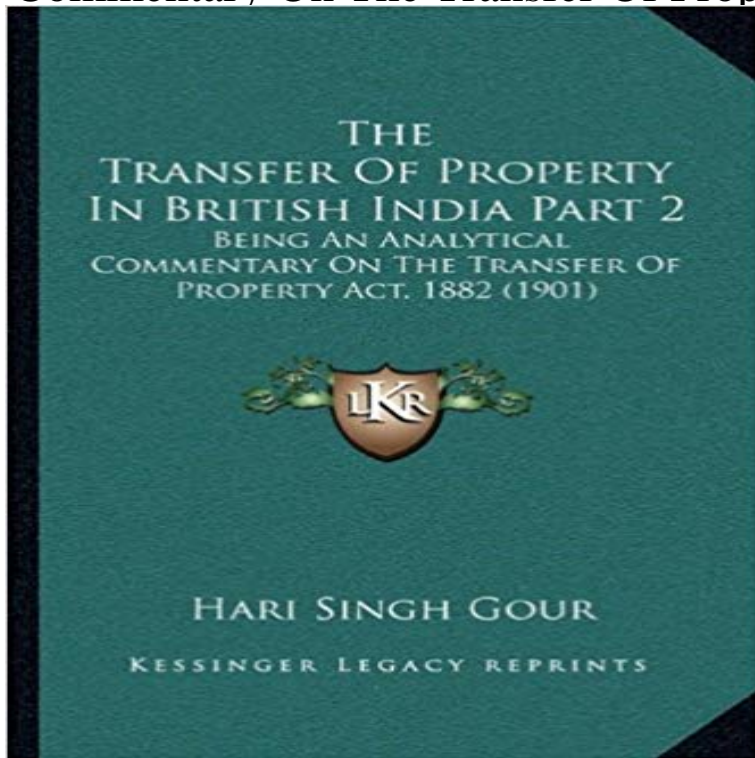 THE
TRANSFER OF PROPERTY
IN BRITISH INDIA PART 2
BEING AN ANALYTICAL
COMMENTARY ON THE TRANSFER OF
PROPERTY ACT, 1882 (1901)
LKR
HARI SINGH GOUR
KESSINGER LEGACY REPRINTS